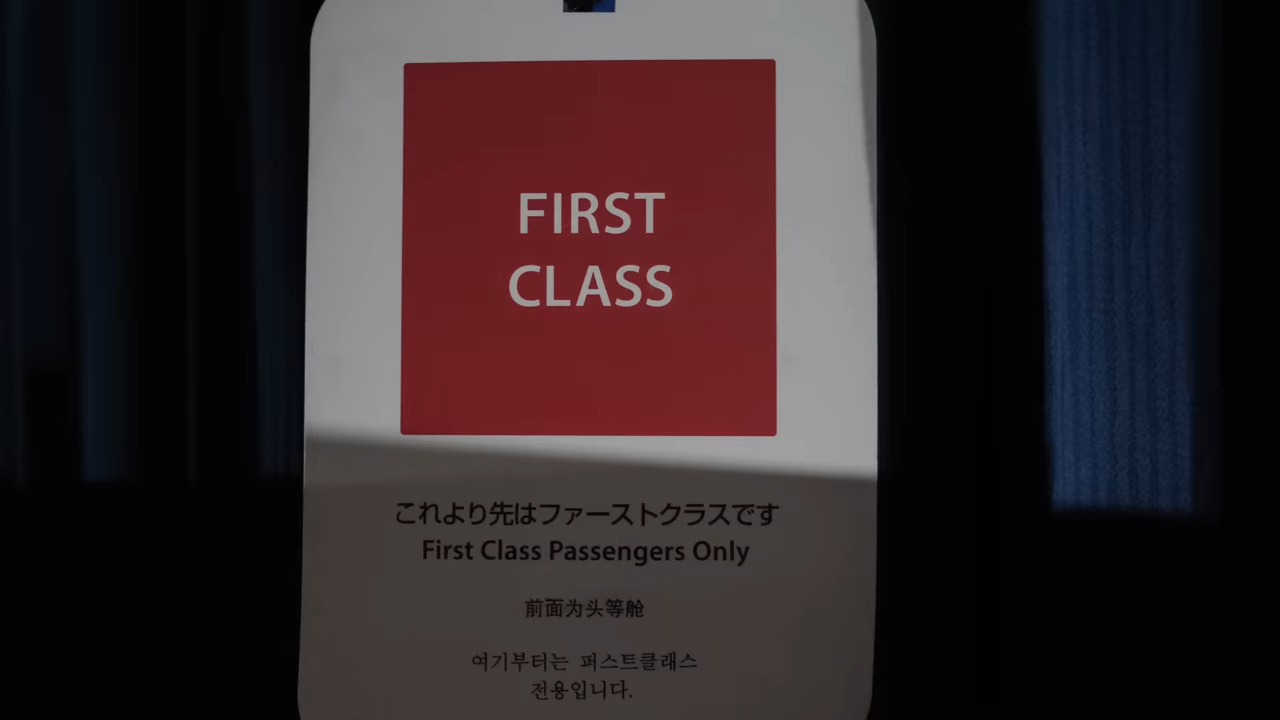 FIRST
CLASS
これより先はファーストクラスです
First Class Passengers Only
前面为头等舱
여기부터는 퍼스트클래스
전용입니다.